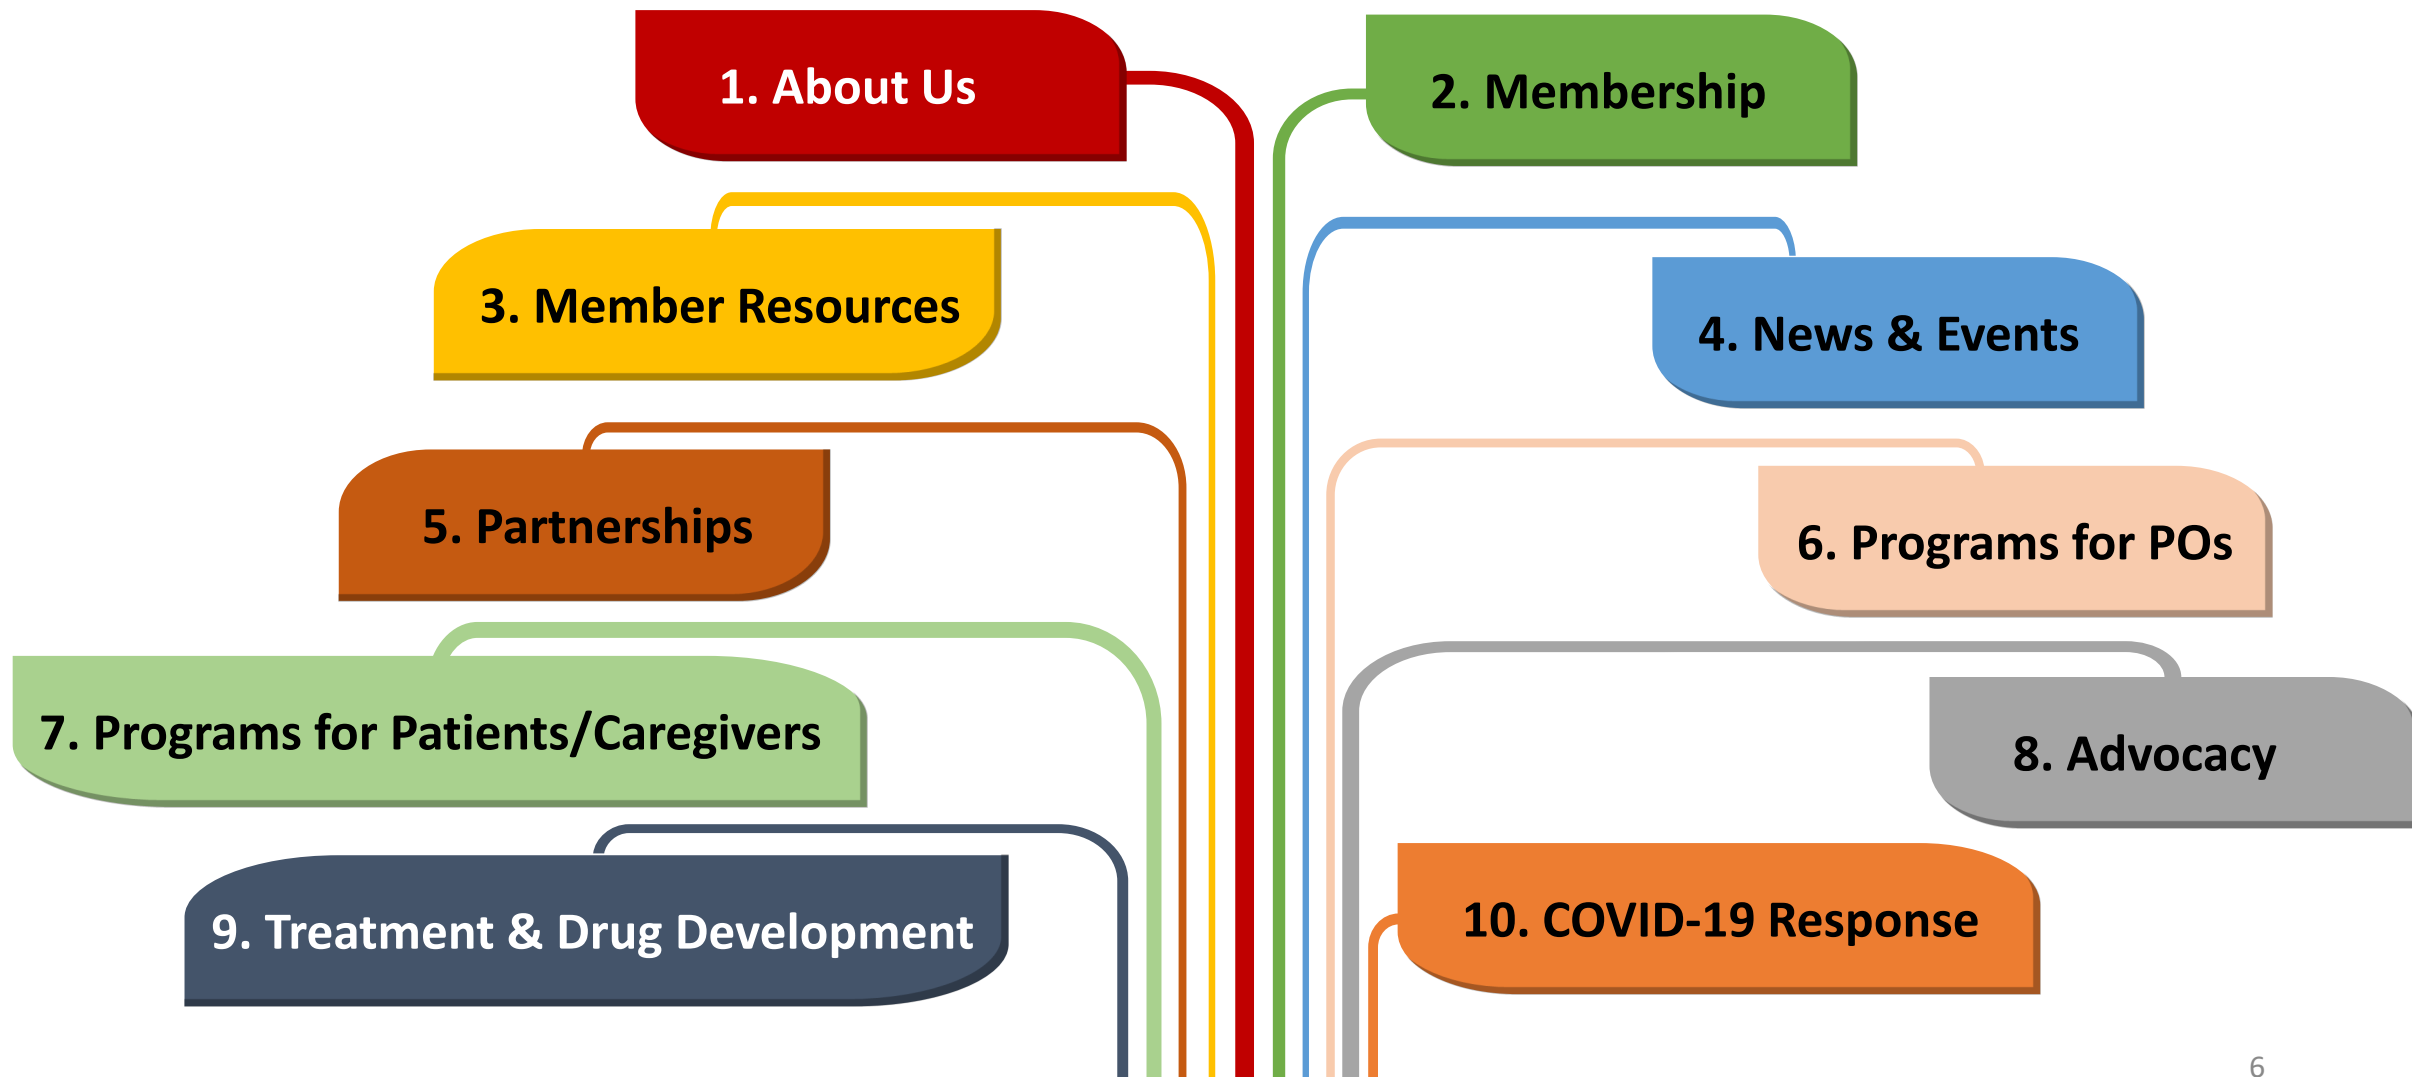 1. About Us
2. Membership
3. Member Resources
4. News & Events
5. Partnerships
6. Programs for POs
7. Programs for Patients/Caregivers
8. Advocacy
9. Treatment & Drug Development
10. COVID-19 Response
6